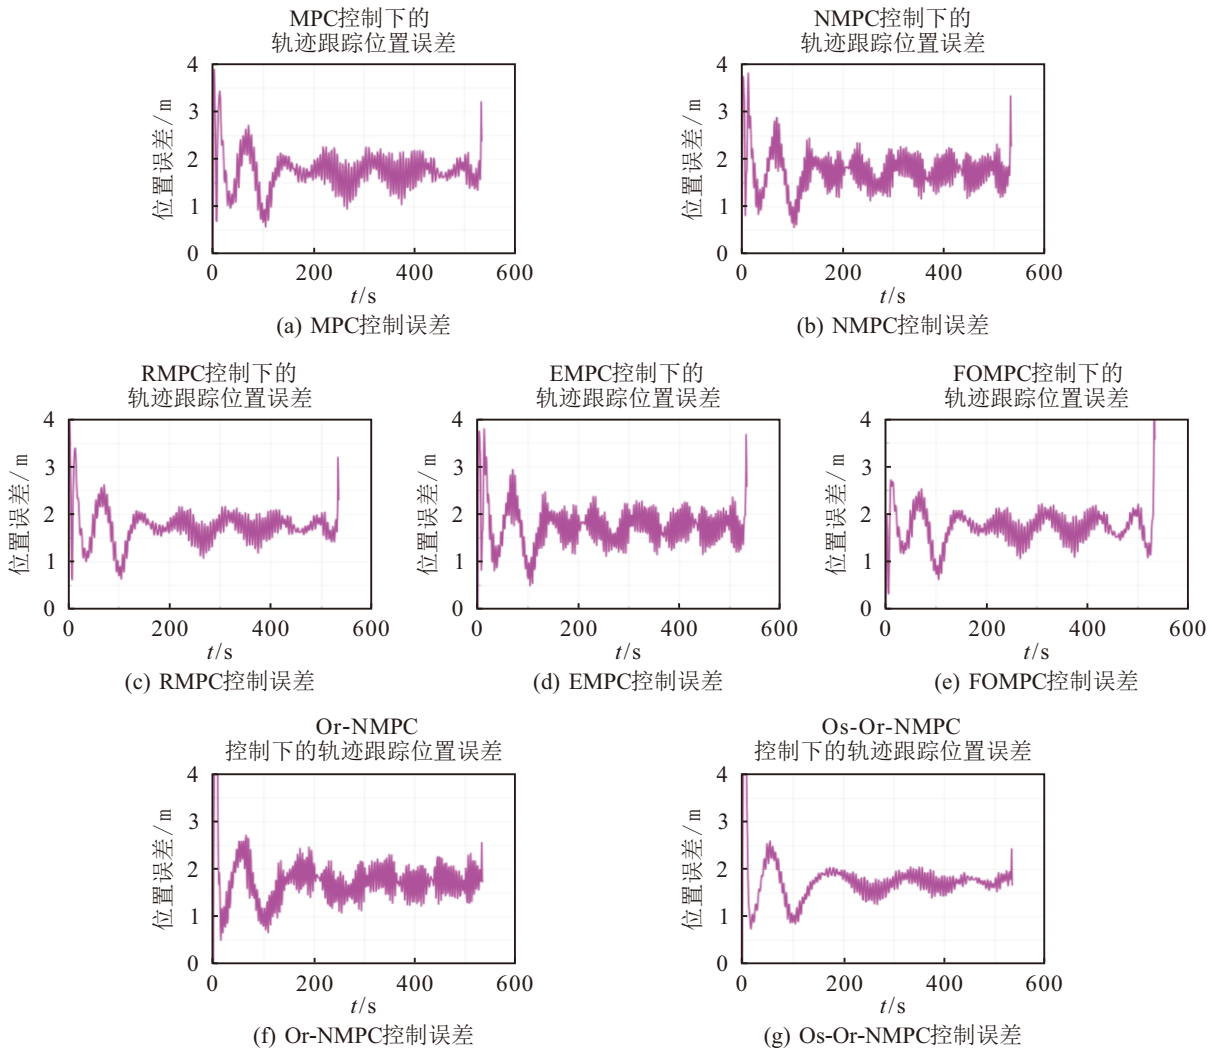 MPC控制下的
轨迹跟踪位置误差
4
3
2
1
0
位置误差/m
0 200 400 600
t/s
(a) MPC控制误差
NMPC控制下的
轨迹跟踪位置误差
4
3
2
1
0
位置误差/m
0 200 400 600
t/s
(b) NMPC控制误差
RMPC控制下的
轨迹跟踪位置误差
4
3
2
1
0
位置误差/m
0 200 400 600
t/s
(c) RMPC控制误差
EMPC控制下的
轨迹跟踪位置误差
4
3
2
1
0
位置误差/m
0 200 400 600
t/s
(d) EMPC控制误差
FOMPC控制下的
轨迹跟踪位置误差
4
3
2
1
0
位置误差/m
0 200 400 600
t/s
(e) FOMPC控制误差
Or-NMPC
控制下的轨迹跟踪位置误差
4
3
2
1
0
位置误差/m
0 200 400 600
t/s
(f) Or-NMPC控制误差
Os-Or-NMPC
控制下的轨迹跟踪位置误差
4
3
2
1
0
位置误差/m
0 200 400 600
t/s
(g) Os-Or-NMPC控制误差